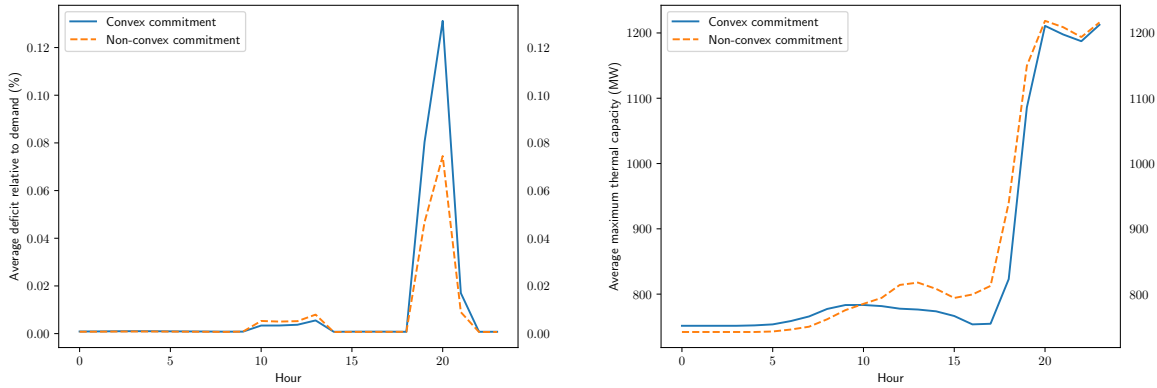 Convex commitment
Non-convex commitment
Average deficit relative to demand (%)
0.12
0.10
0.08
0.06
0.04
0.02
0.00
0.12
0.10
0.08
0.06
0.04
0.02
0.00
0 5 10 15 20
Hour
Convex commitment
Non-convex commitment
Average maximum thermal capacity (MW)
1200
1100
1000
900
800
1200
1100
1000
900
800
0 5 10 15 20
Hour